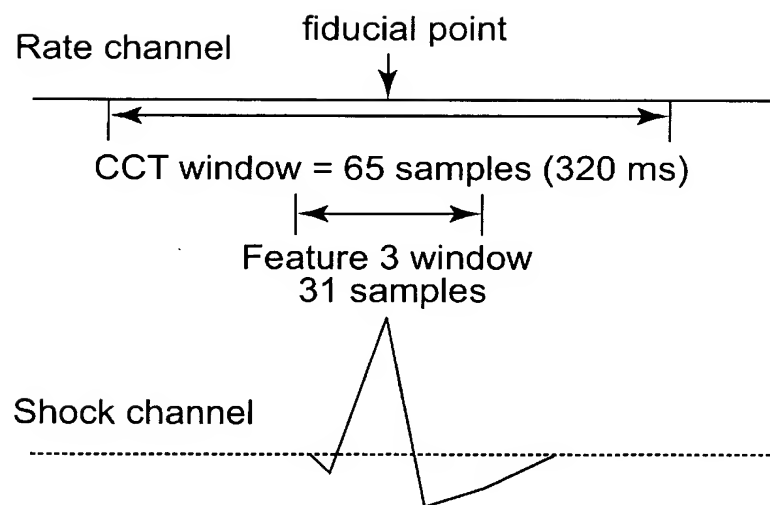 fiducial point
Rate channel
CCT window = 65 samples (320 ms)
Feature 3 window
31 samples
Shock channel